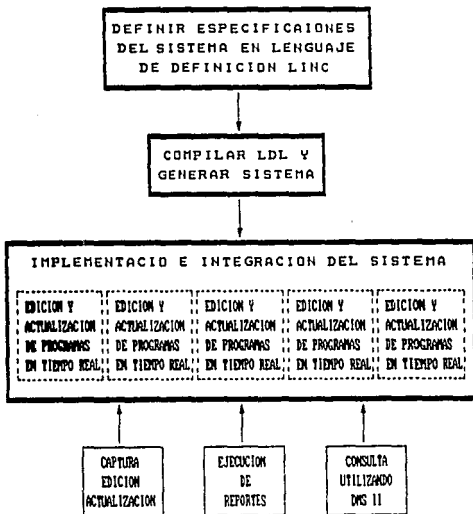 DEFINIR ESPECIFICAIONES
DEL SISTEMA EN LENGUAJE
DE DEFINICION LINC
COMPILAR LDL Y
GENERAR SISTEMA
IMPLEMENTACIO E INTEGRACION DEL SISTEMA
EDICION Y
ACTUALIZACION
DE PROGRAMAS
EN TIEMPO REAL
EDICION Y
ACTUALIZACION
DE PROGRAMAS
EN TIEMPO REAL
EDICION Y
ACTUALIZACION
DE PROGRAMAS
EN TIEMPO REAL
EDICION Y
ACTUALIZACION
DE PROGRAMAS
EN TIEMPO REAL
EDICION Y
ACTUALIZACION
DE PROGRAMAS
EN TIEMPO REAL
CAPTURA
EDICION
ACTUALIZACION
EJECUCION
DE
REPORTES
CONSULTA
UTILIZANDO
DMS II